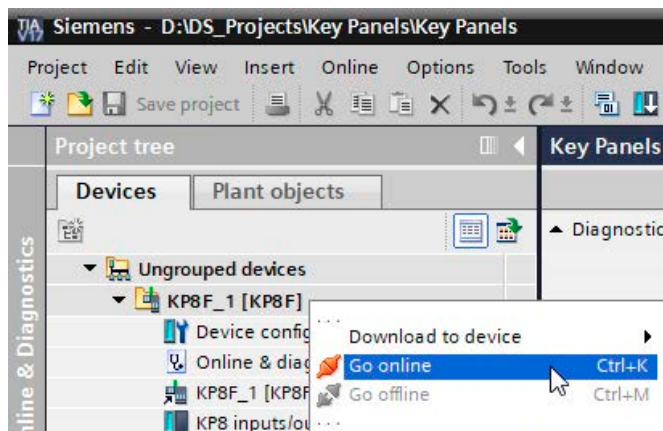 Siemens - D:\DS_Projects\Key Panels\Key Panels
Project Edit View Insert Online Options Tools Window
Save project
Project tree
Key Panels
Devices Plant objects
Diagnostic
Ungrouped devices
KP8F_1 [KP8F]
Device config
Download to device
Online & diag
Go online Ctrl+K
KP8F_1 [KP8F
Go offline Ctrl+M
KP8 inputs/ou
nline & Diagnostics